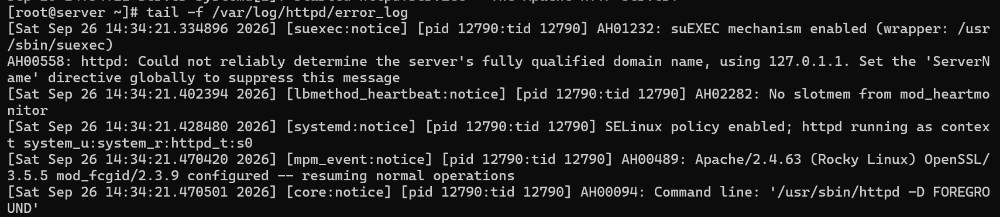 [root@server ~]# tail -f /var/log/httpd/error_log
[Sat Sep 26 14:34:21.334896 2026] [suexec:notice] [pid 12790:tid 12790] AH01232: suEXEC mechanism enabled (wrapper: /usr
/sbin/suexec)
AH00558: httpd: Could not reliably determine the server's fully qualified domain name, using 127.0.1.1. Set the 'ServerN
ame' directive globally to suppress this message
[Sat Sep 26 14:34:21.402394 2026] [lbmethod_heartbeat:notice] [pid 12790:tid 12790] AH02282: No slotmem from mod_heartmo
nitor
[Sat Sep 26 14:34:21.428480 2026] [systemd:notice] [pid 12790:tid 12790] SELinux policy enabled; httpd running as contex
t system_u:system_r:httpd_t:s0
[Sat Sep 26 14:34:21.470420 2026] [mpm_event:notice] [pid 12790:tid 12790] AH00489: Apache/2.4.63 (Rocky Linux) OpenSSL/
3.5.5 mod_fcgid/2.3.9 configured -- resuming normal operations
[Sat Sep 26 14:34:21.470501 2026] [core:notice] [pid 12790:tid 12790] AH00094: Command line: '/usr/sbin/httpd -D FOREGRO
UND'